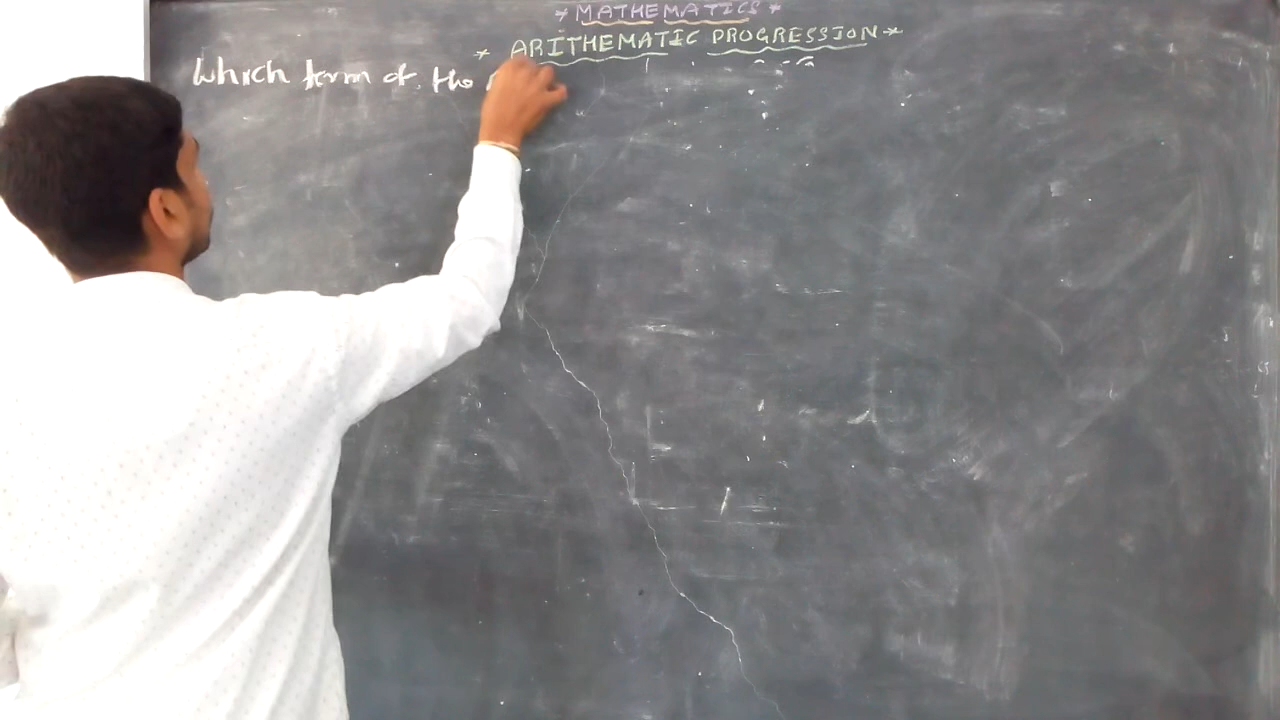 * MATHEMATICS *
* ARITHEMATIC PROGRESSION *
Which term of the